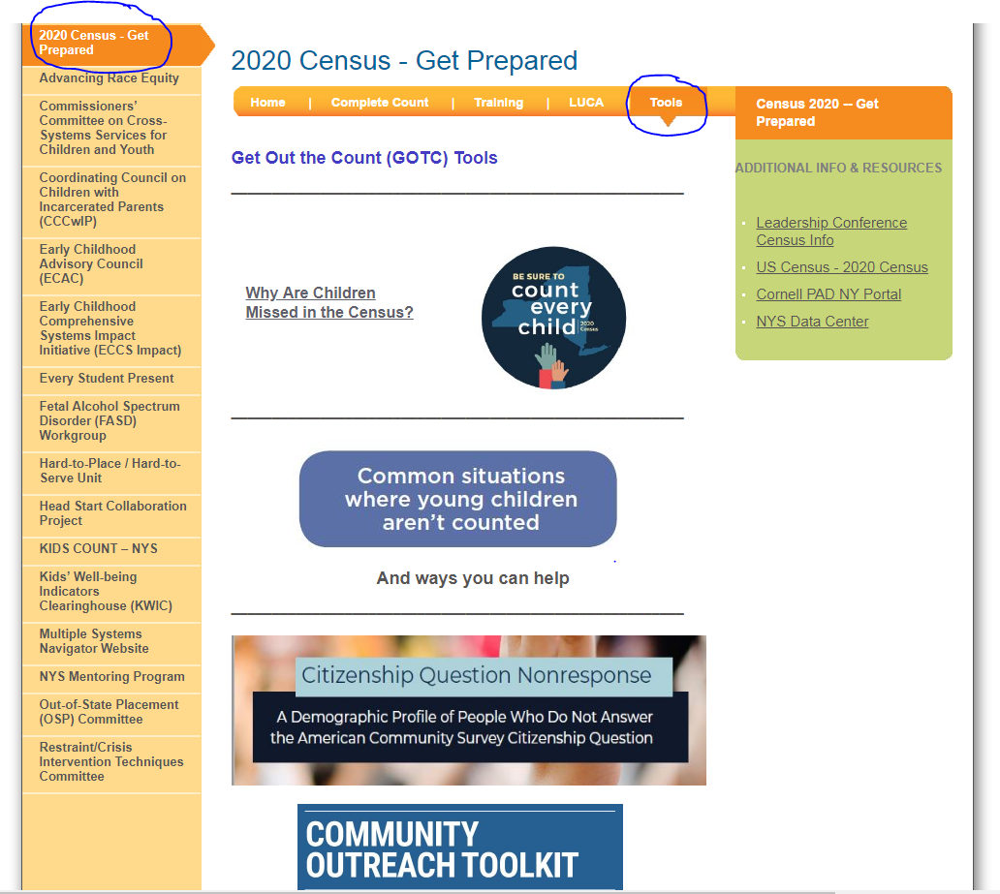 2020 Census - Get
Prepared
Advancing Race Equity
Commissioners’
Committee on Cross-
Systems Services for
Children and Youth
Coordinating Council on
Children with
Incarcerated Parents
(CCCwIP)
Early Childhood
Advisory Council
(ECAC)
Early Childhood
Comprehensive
Systems Impact
Initiative (ECCS Impact)
Every Student Present
Fetal Alcohol Spectrum
Disorder (FASD)
Workgroup
Hard-to-Place / Hard-to-
Serve Unit
Head Start Collaboration
Project
KIDS COUNT – NYS
Kids’ Well-being
Indicators
Clearinghouse (KWIC)
Multiple Systems
Navigator Website
NYS Mentoring Program
Out-of-State Placement
(OSP) Committee
Restraint/Crisis
Intervention Techniques
Committee
2020 Census - Get Prepared
Home | Complete Count | Training | LUCA Tools
Get Out the Count (GOTC) Tools
Why Are Children
Missed in the Census?
BE SURE TO
count
every
child
2020
Census
Common situations
where young children
aren’t counted
And ways you can help
Citizenship Question Nonresponse
A Demographic Profile of People Who Do Not Answer
the American Community Survey Citizenship Question
COMMUNITY
OUTREACH TOOLKIT
Census 2020 -- Get
Prepared
ADDITIONAL INFO & RESOURCES
Leadership Conference
Census Info
US Census - 2020 Census
Cornell PAD NY Portal
NYS Data Center